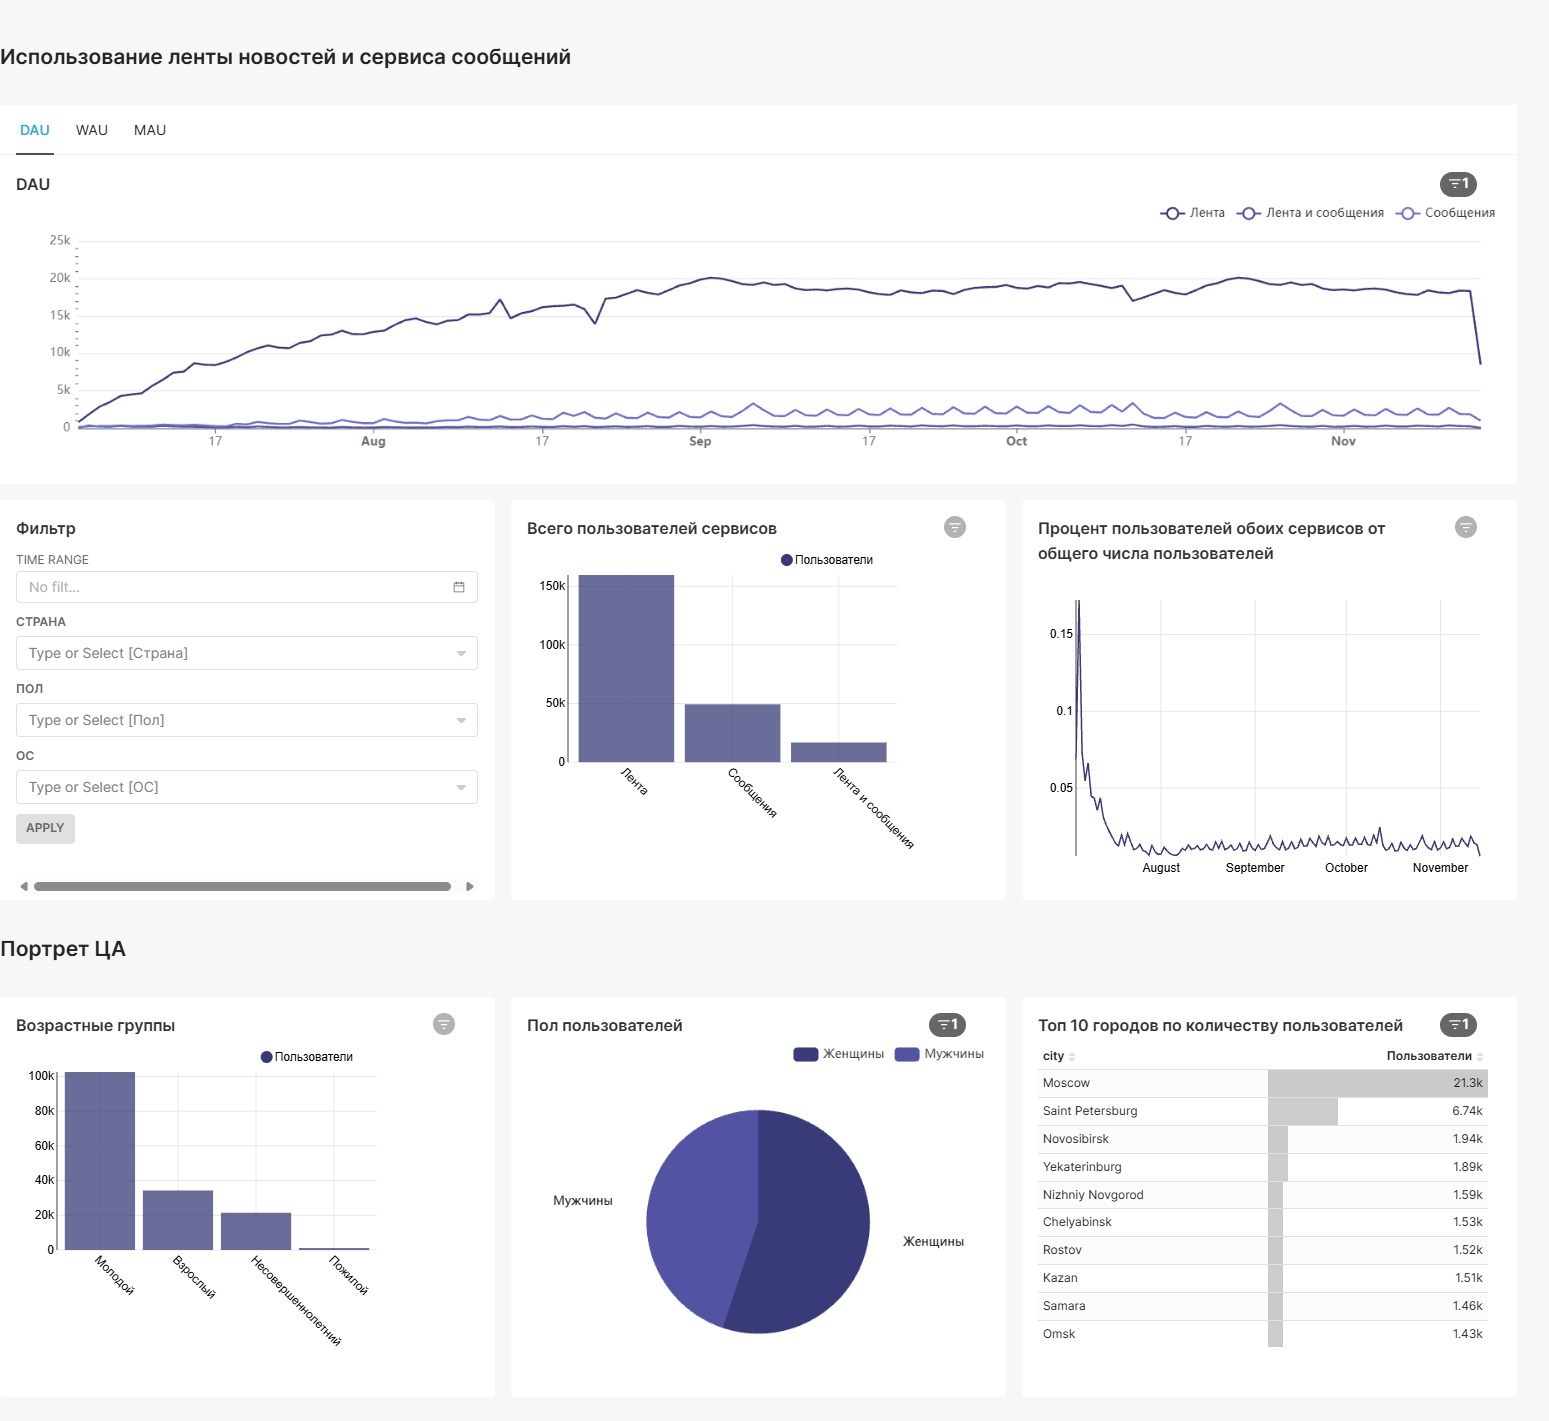 Использование ленты новостей и сервиса сообщений
DAU WAU MAU
DAU
1
Лента Лента и сообщения Сообщения
25k
20k
15k
10k
5k
0
17 Aug 17 Sep 17 Oct 17 Nov
Фильтр
TIME RANGE
No filt...
СТРАНА
Type or Select [Страна]
ПОЛ
Type or Select [Пол]
ОС
Type or Select [ОС]
APPLY
Всего пользователей сервисов
Пользователи
150k
100k
50k
0
Лента
Сообщения
Лента и сообщения
Процент пользователей обоих сервисов от
общего числа пользователей
0.15
0.1
0.05
August September October November
Портрет ЦА
Возрастные группы
Пользователи
100k
80k
60k
40k
20k
0
Молодой
Взрослый
Несовершеннолетний
Пожилой
Пол пользователей
1
Женщины Мужчины
Мужчины
Женщины
Топ 10 городов по количеству пользователей
1
city Пользователи
Moscow 21.3k
Saint Petersburg 6.74k
Novosibirsk 1.94k
Yekaterinburg 1.89k
Nizhniy Novgorod 1.59k
Chelyabinsk 1.53k
Rostov 1.52k
Kazan 1.51k
Samara 1.46k
Omsk 1.43k